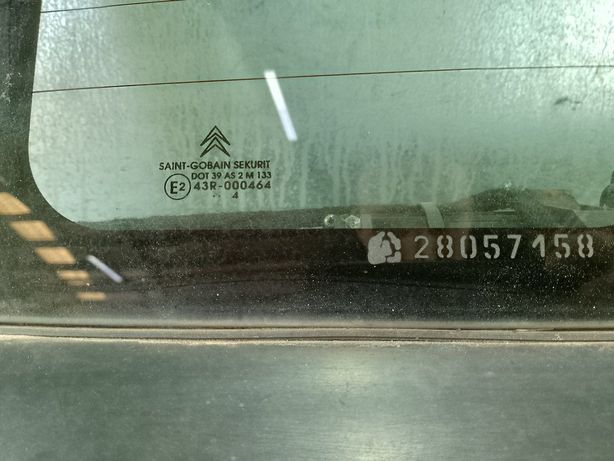 SAINT-GOBAIN SEKURIT
DOT 39 AS 2 M 133
E2 43R-000464
.. 4
28057158